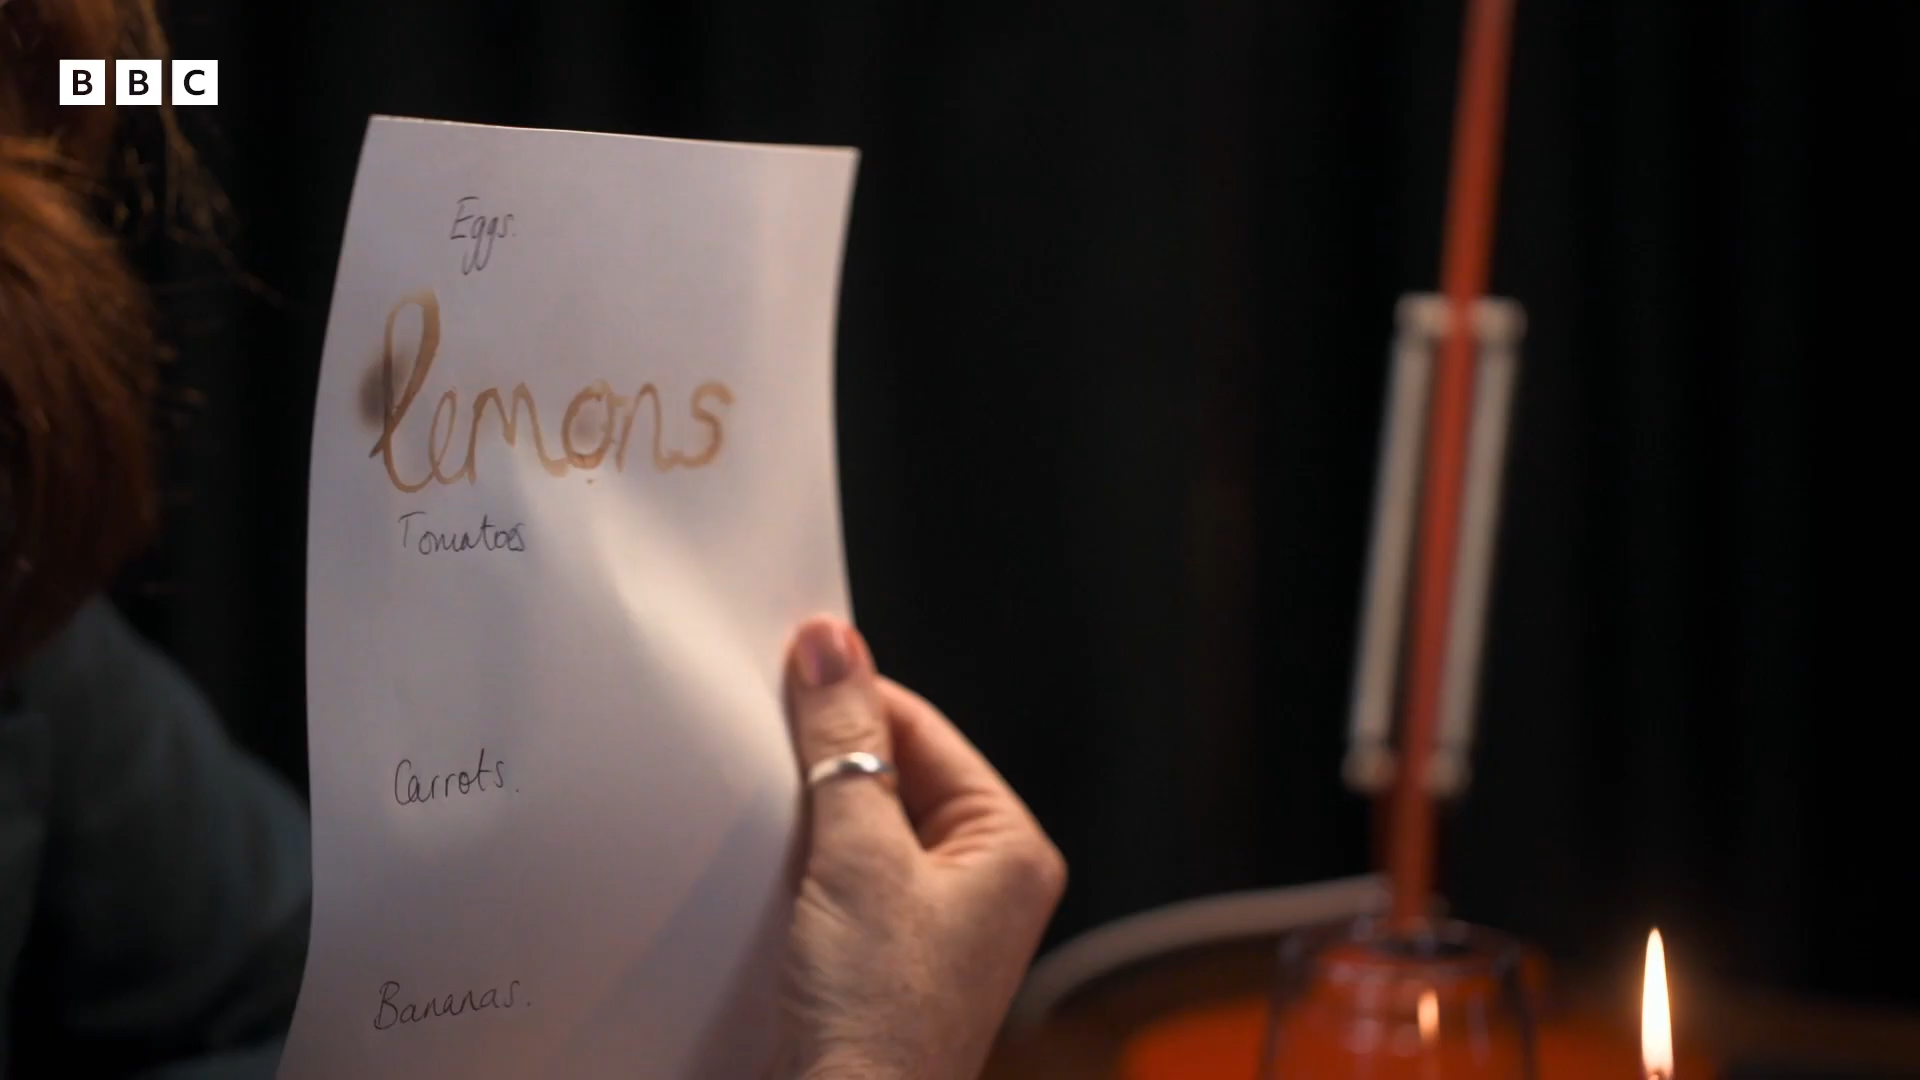 BBC
Eggs.
lemons
Tomatoes
Carrots.
Bananas.